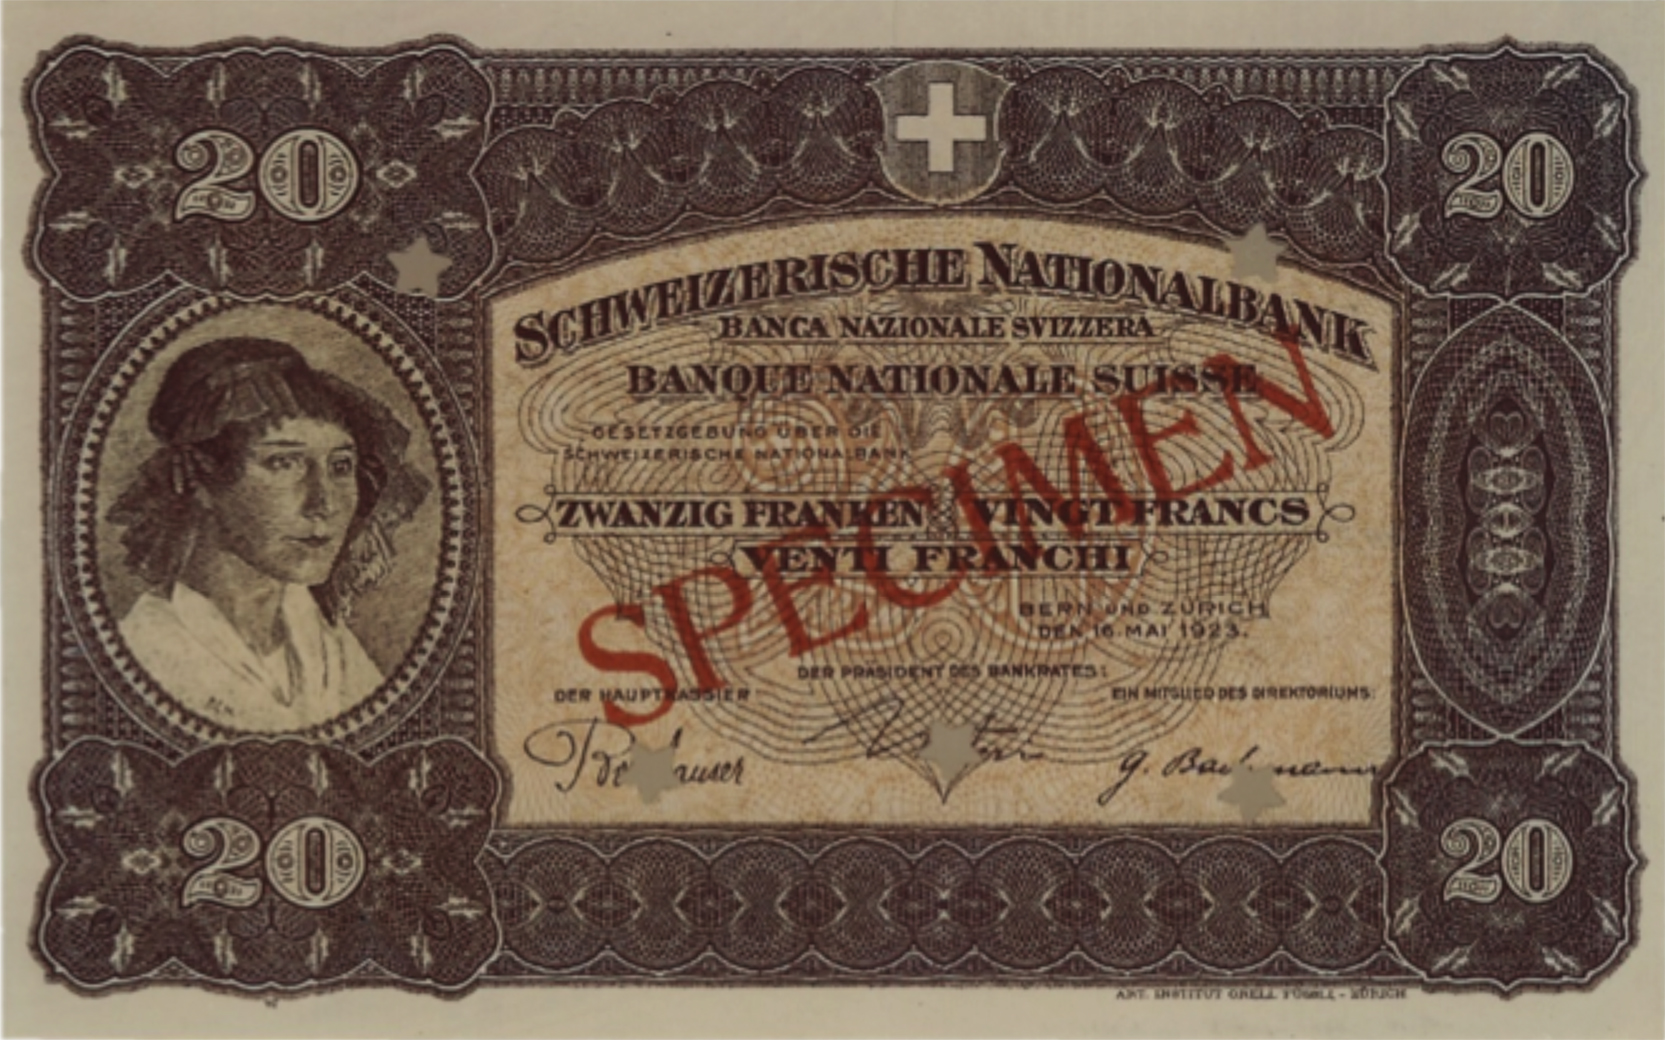 20
20
SCHWEIZERISCHE NATIONALBANK
BANCA NAZIONALE SVIZZERA
BANQUE NATIONALE SUISSE
GESETZGEBUNG ÜBER DIE
SCHWEIZERISCHE NATIONALBANK
ZWANZIG FRANKEN VINGT FRANCS
VENTI FRANCHI
SPECIMEN
BERN UND ZÜRICH
DEN 16. MAI 1923.
DER PRÄSIDENT DES BANKRATES:
DER HAUPTKASSIER:
EIN MITGLIED DES DIREKTORIUMS:
G. Bachmann
20
20
ART. INSTITUT ORELL FÜSSLI - ZÜRICH